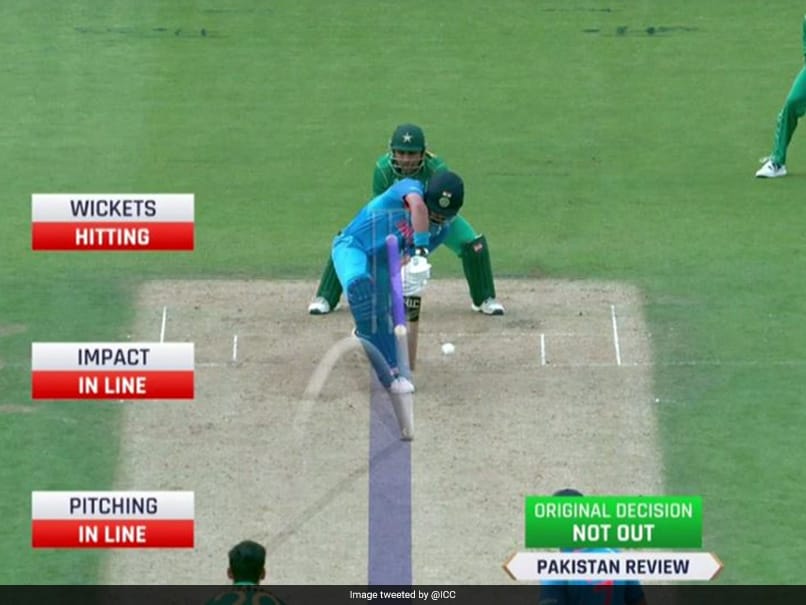 WICKETS
HITTING
IMPACT
IN LINE
PITCHING
IN LINE
ORIGINAL DECISION
NOT OUT
PAKISTAN REVIEW
Image tweeted by @ICC